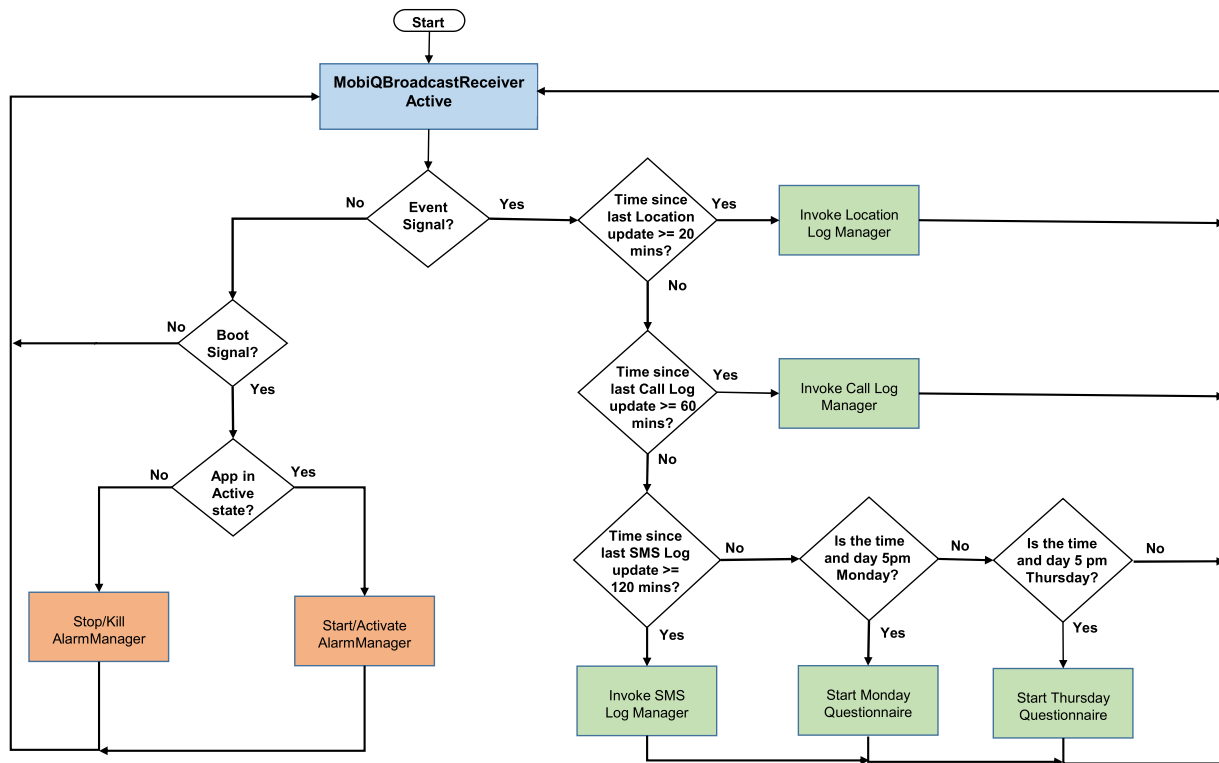 Start
MobiQBroadcastReceiver
Active
No
Event
Signal?
Yes
Time since
last Location
update >= 20
mins?
Yes
Invoke Location
Log Manager
No
No
Boot
Signal?
Yes
Time since
last Call Log
update >= 60
mins?
Yes
Invoke Call Log
Manager
No
No
App in
Active
state?
Yes
Time since
last SMS Log
update >=
120 mins?
No
Is the time
and day 5pm
Monday?
No
Is the time
and day 5 pm
Thursday?
No
Stop/Kill
AlarmManager
Start/Activate
AlarmManager
Yes
Yes
Yes
Invoke SMS
Log Manager
Start Monday
Questionnaire
Start Thursday
Questionnaire